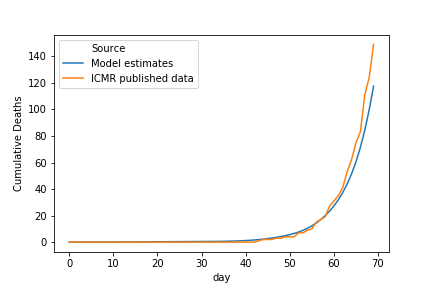 Source
Model estimates
ICMR published data
Cumulative Deaths
140
120
100
80
60
40
20
0
0 10 20 30 40 50 60 70
day